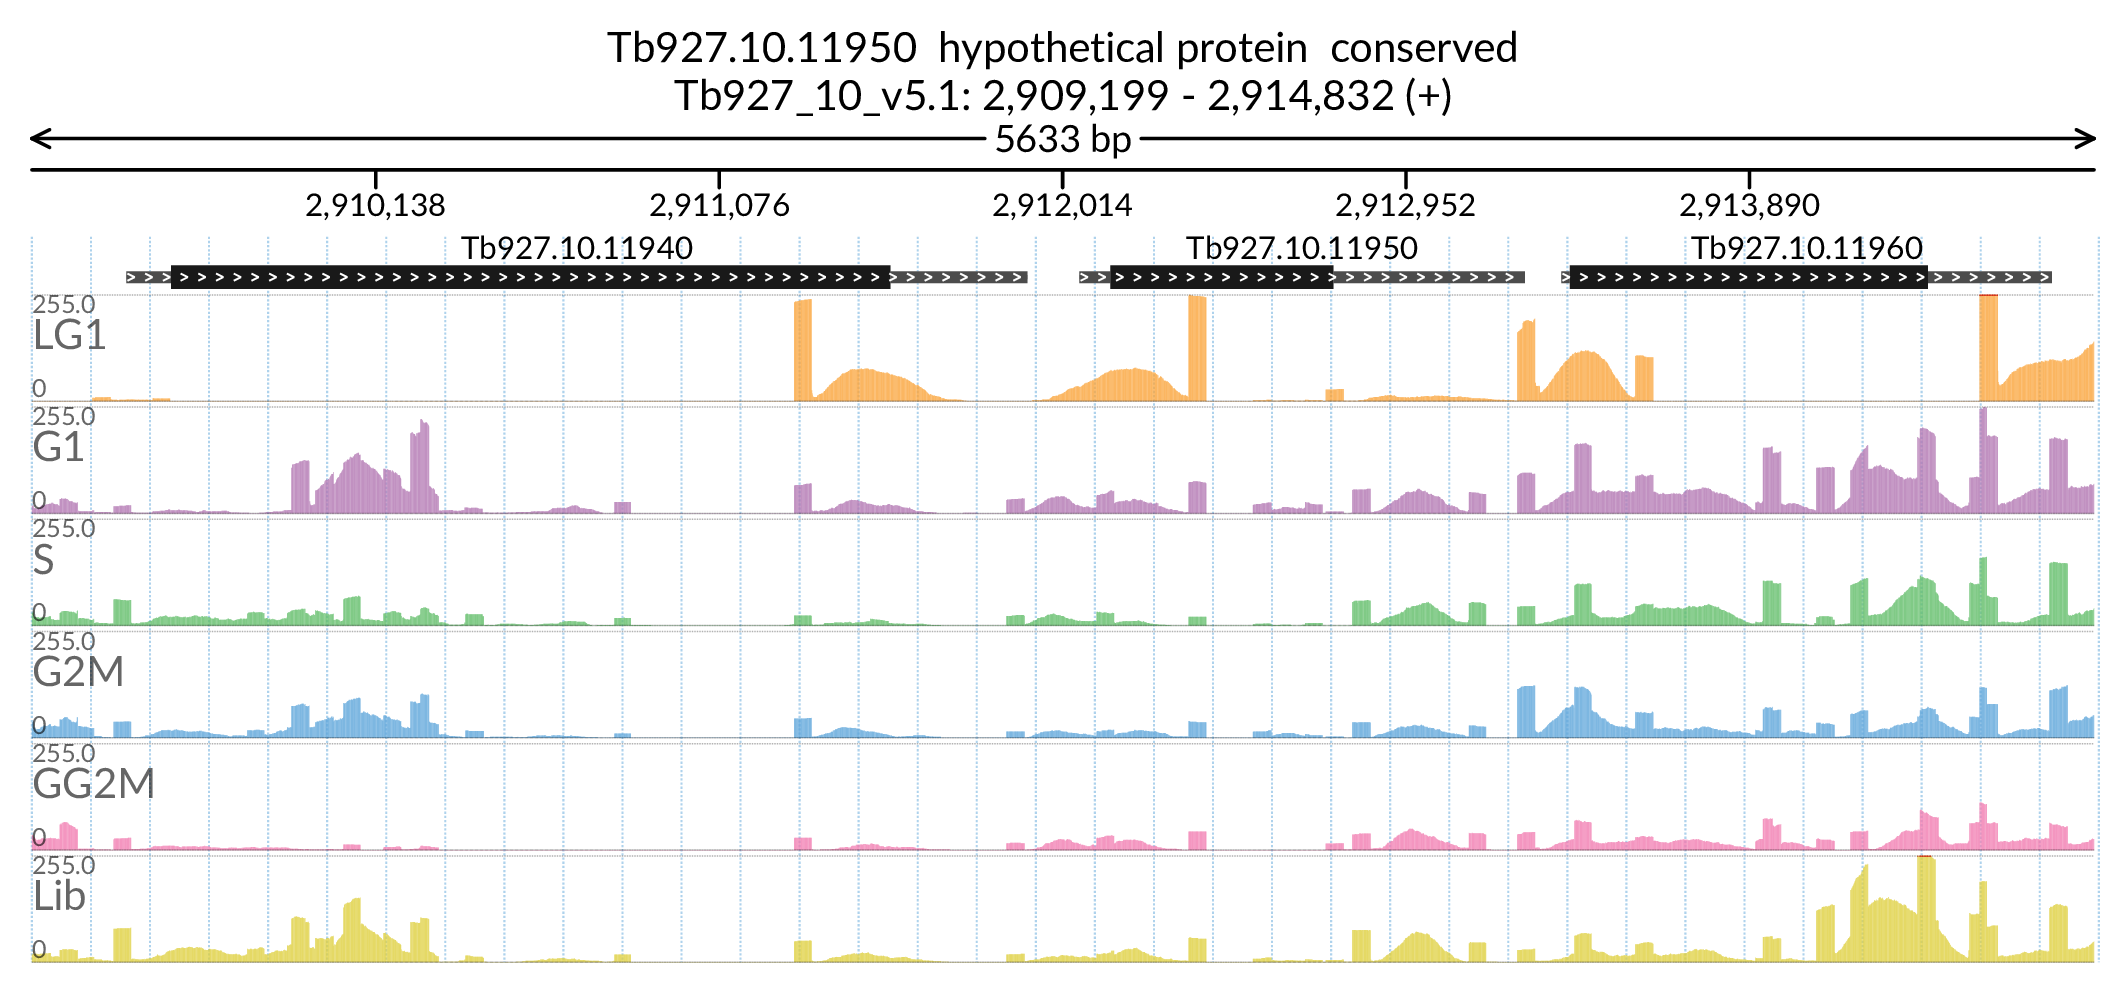 Tb927.10.11950  hypothetical protein  conserved
Tb927_10_v5.1: 2,909,199 - 2,914,832 (+)
5633 bp
2,910,138 2,911,076 2,912,014 2,912,952 2,913,890
Tb927.10.11940 Tb927.10.11950 Tb927.10.11960
255.0
LG1
0
255.0
G1
0
255.0
S
0
255.0
G2M
0
255.0
GG2M
0
255.0
Lib
0